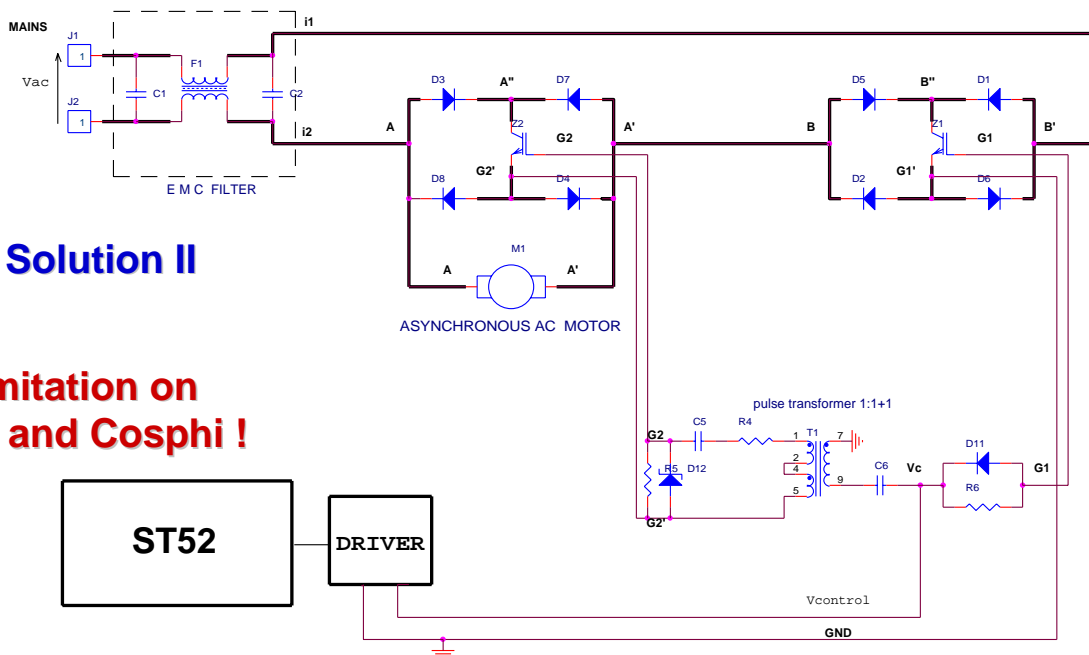 MAINS
i1
J1
1
Vac
F1
C1
C2
J2
1
i2
E M C FILTER
D3
A"
D7
Z2
G2
A
A'
G2'
D8
D4
M1
A
A'
ASYNCHRONOUS AC MOTOR
D5
B"
D1
Z1
G1
B
B'
G1'
D2
D6
Solution II
mitation on
and Cosphi !
pulse transformer 1:1+1
G2
C5
R4
1
T1
7
2
4
5
9
R5
D12
G2'
C6
Vc
D11
R6
G1
ST52
DRIVER
Vcontrol
GND